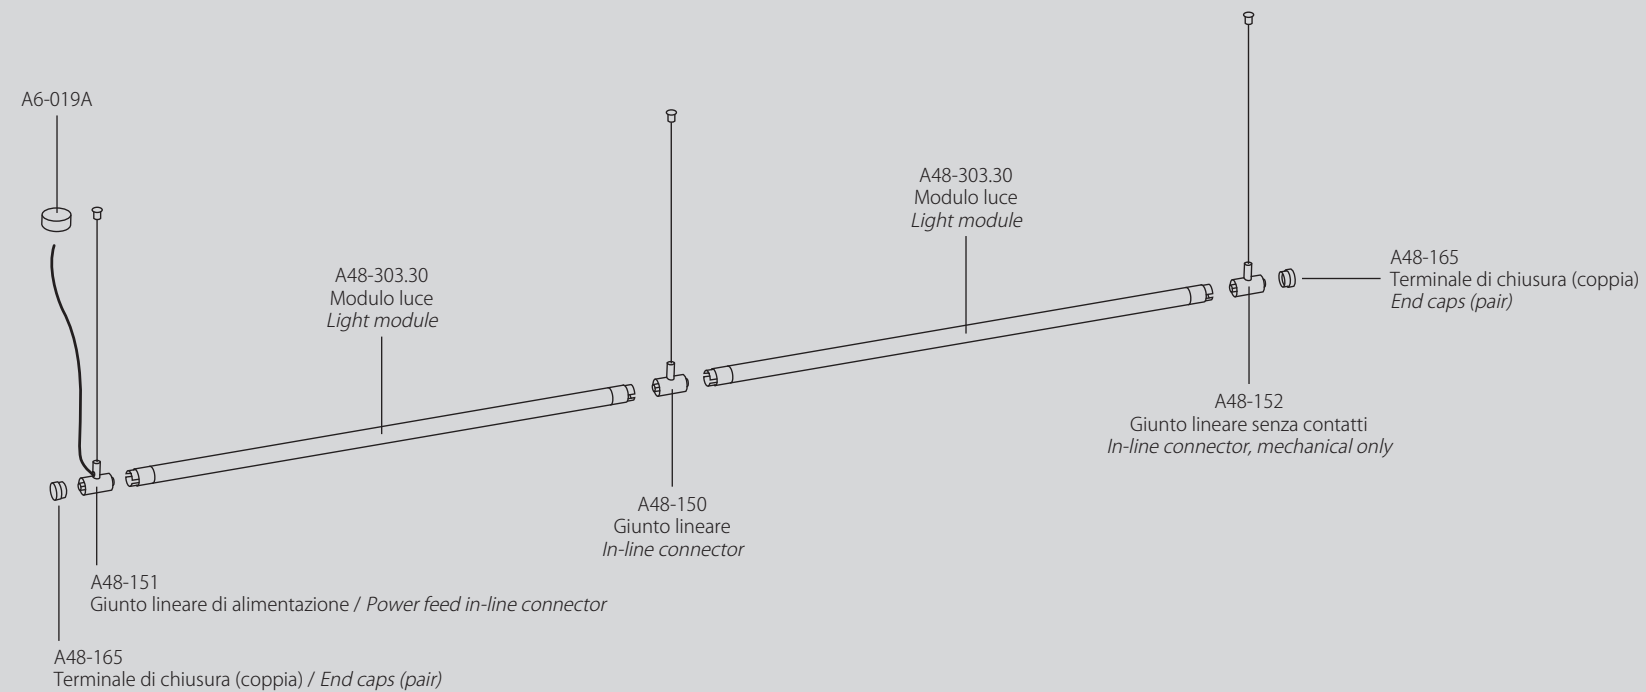 A6-019A
A48-303.30
Modulo luce
Light module
A48-303.30
Modulo luce
Light module
A48-165
Terminale di chiusura (coppia)
End caps (pair)
A48-152
Giunto lineare senza contatti
In-line connector, mechanical only
A48-150
Giunto lineare
In-line connector
A48-151
Giunto lineare di alimentazione / Power feed in-line connector
A48-165
Terminale di chiusura (coppia) / End caps (pair)